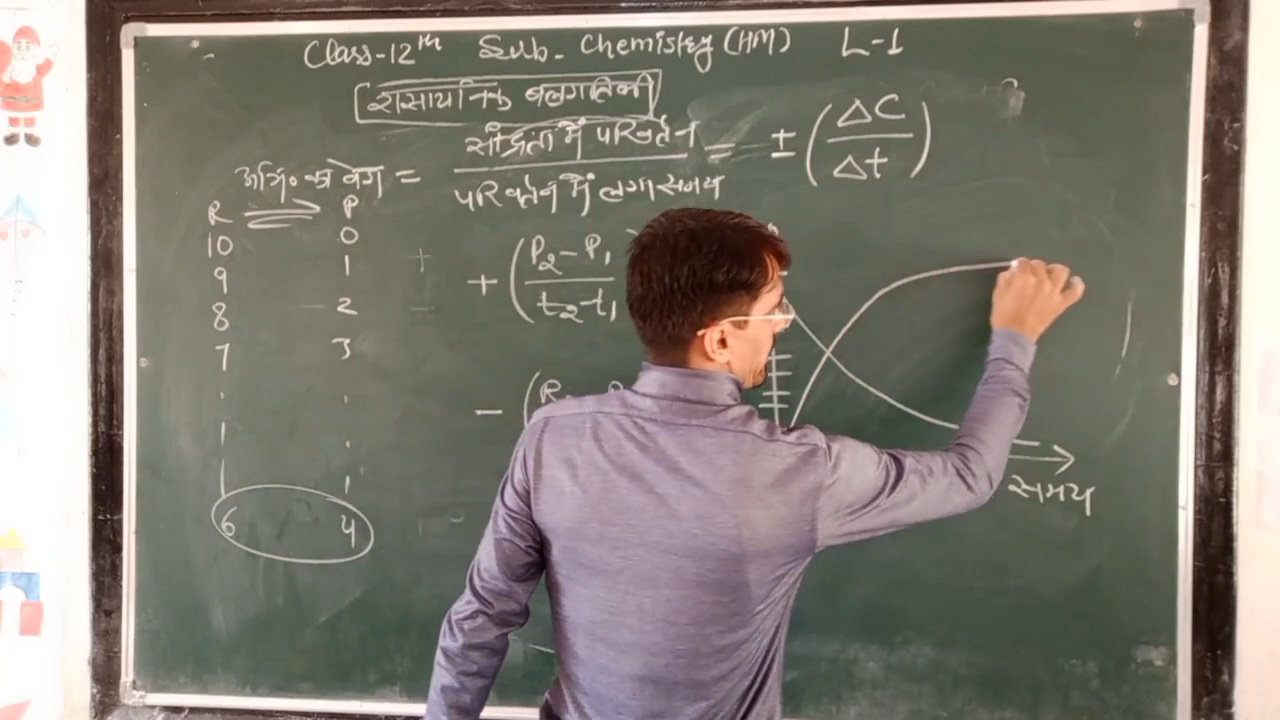 Class-12th Sub- Chemistry (HM) L-1
रासायनिक बलगतिकी
अभि० का वेग = सांद्रता में परिवर्तन / परिवर्तन में लगा समय = ± (ΔC / Δt)
R ⟶ P
10 0
9 1
8 2
7 3
6 4
+ (P₂-P₁ / t₂-t₁
-
समय